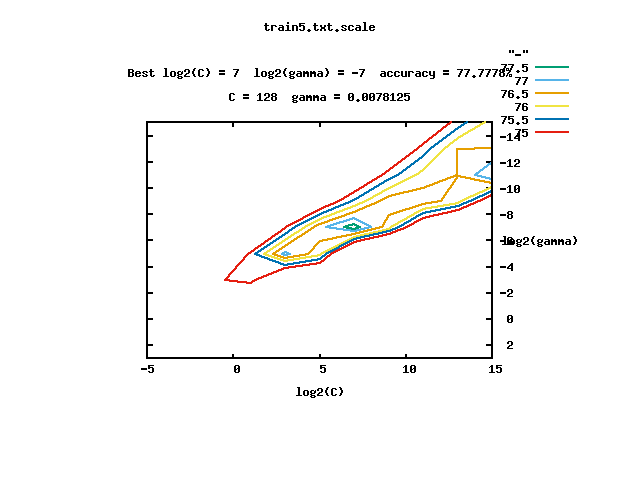 train5.txt.scale
"-"
Best log2(C) = 7  log2(gamma) = -7  accuracy = 77.7778%
77.5
77
C = 128  gamma = 0.0078125
76.5
76
75.5
75
-14
-12
-10
-8
-6
log2(gamma)
-4
-2
0
2
-5 0 5 10 15
log2(C)